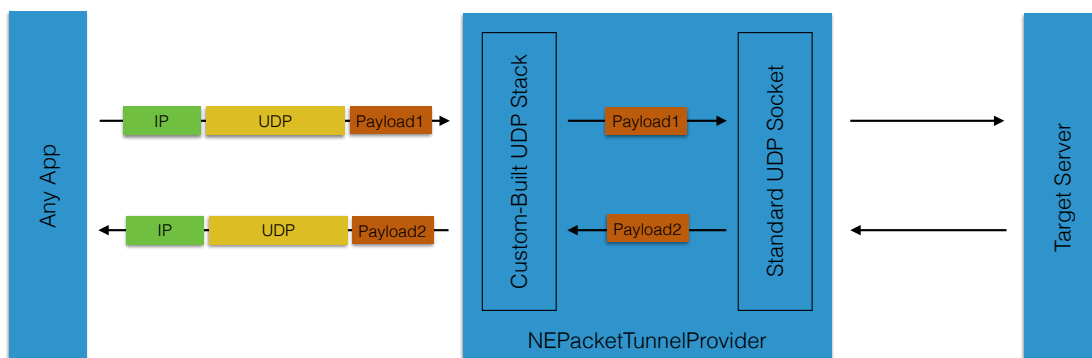 Any App
IP
UDP
Payload1
IP
UDP
Payload2
Custom-Built UDP Stack
Payload1
Payload2
Standard UDP Socket
NEPacketTunnelProvider
Target Server